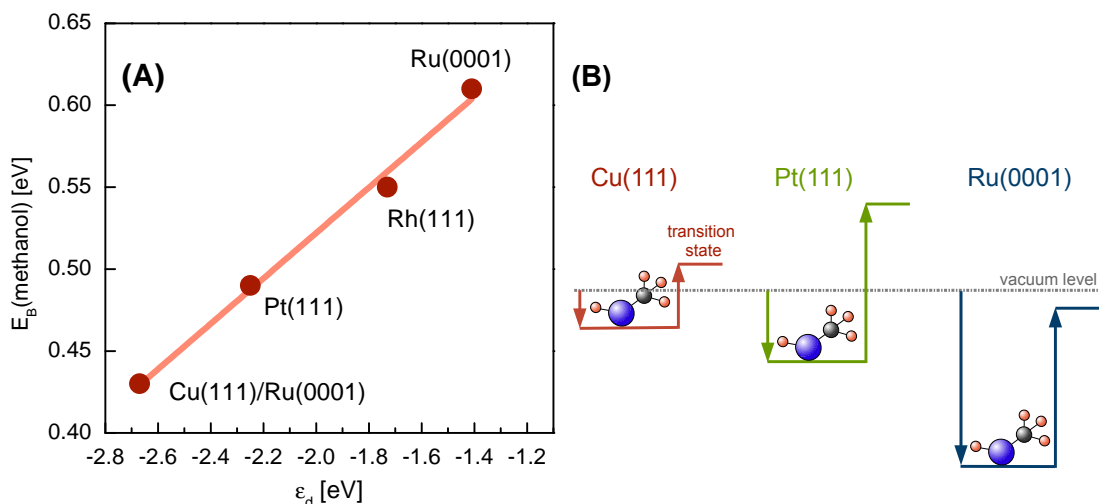 (A)
E_B(methanol) [eV]
0.65
0.60
0.55
0.50
0.45
0.40
Ru(0001)
Rh(111)
Pt(111)
Cu(111)/Ru(0001)
-2.8 -2.6 -2.4 -2.2 -2.0 -1.8 -1.6 -1.4 -1.2
ε_d [eV]
(B)
Cu(111) Pt(111) Ru(0001)
transition
state
vacuum level